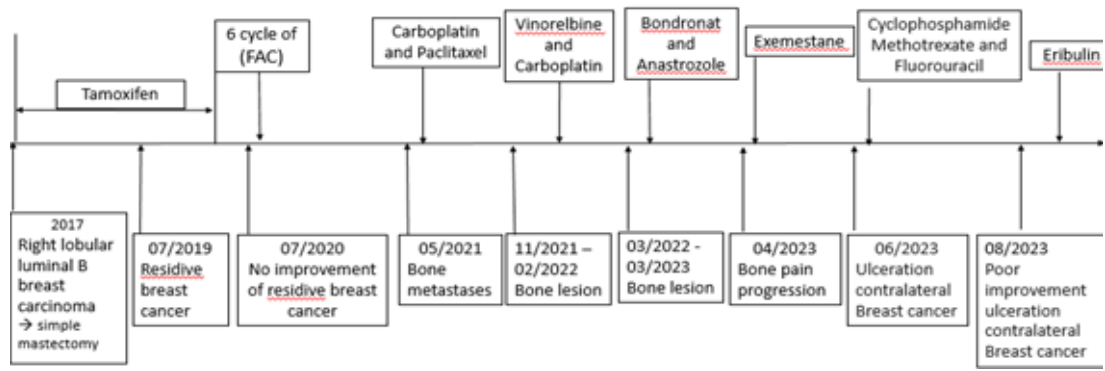 6 cycle of
(FAC)
Carboplatin
and Paclitaxel
Vinorelbine
and
Carboplatin
Bondronat
and
Anastrozole
Exemestane
Cyclophosphamide
Methotrexate and
Fluorouracil
Eribulin
Tamoxifen
2017
Right lobular
luminal B
breast
carcinoma
→ simple
mastectomy
07/2019
Residive
breast
cancer
07/2020
No improvement
of residive breast
cancer
05/2021
Bone
metastases
11/2021 –
02/2022
Bone lesion
03/2022 -
03/2023
Bone lesion
04/2023
Bone pain
progression
06/2023
Ulceration
contralateral
Breast cancer
08/2023
Poor
improvement
ulceration
contralateral
Breast cancer